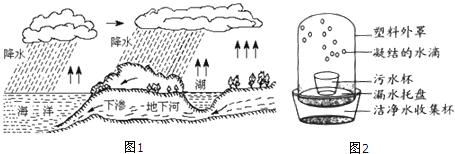 降水
降水
湖
海洋
下渗
地下河
图1
塑料外罩
凝结的水滴
污水杯
漏水托盘
洁净水收集杯
图2